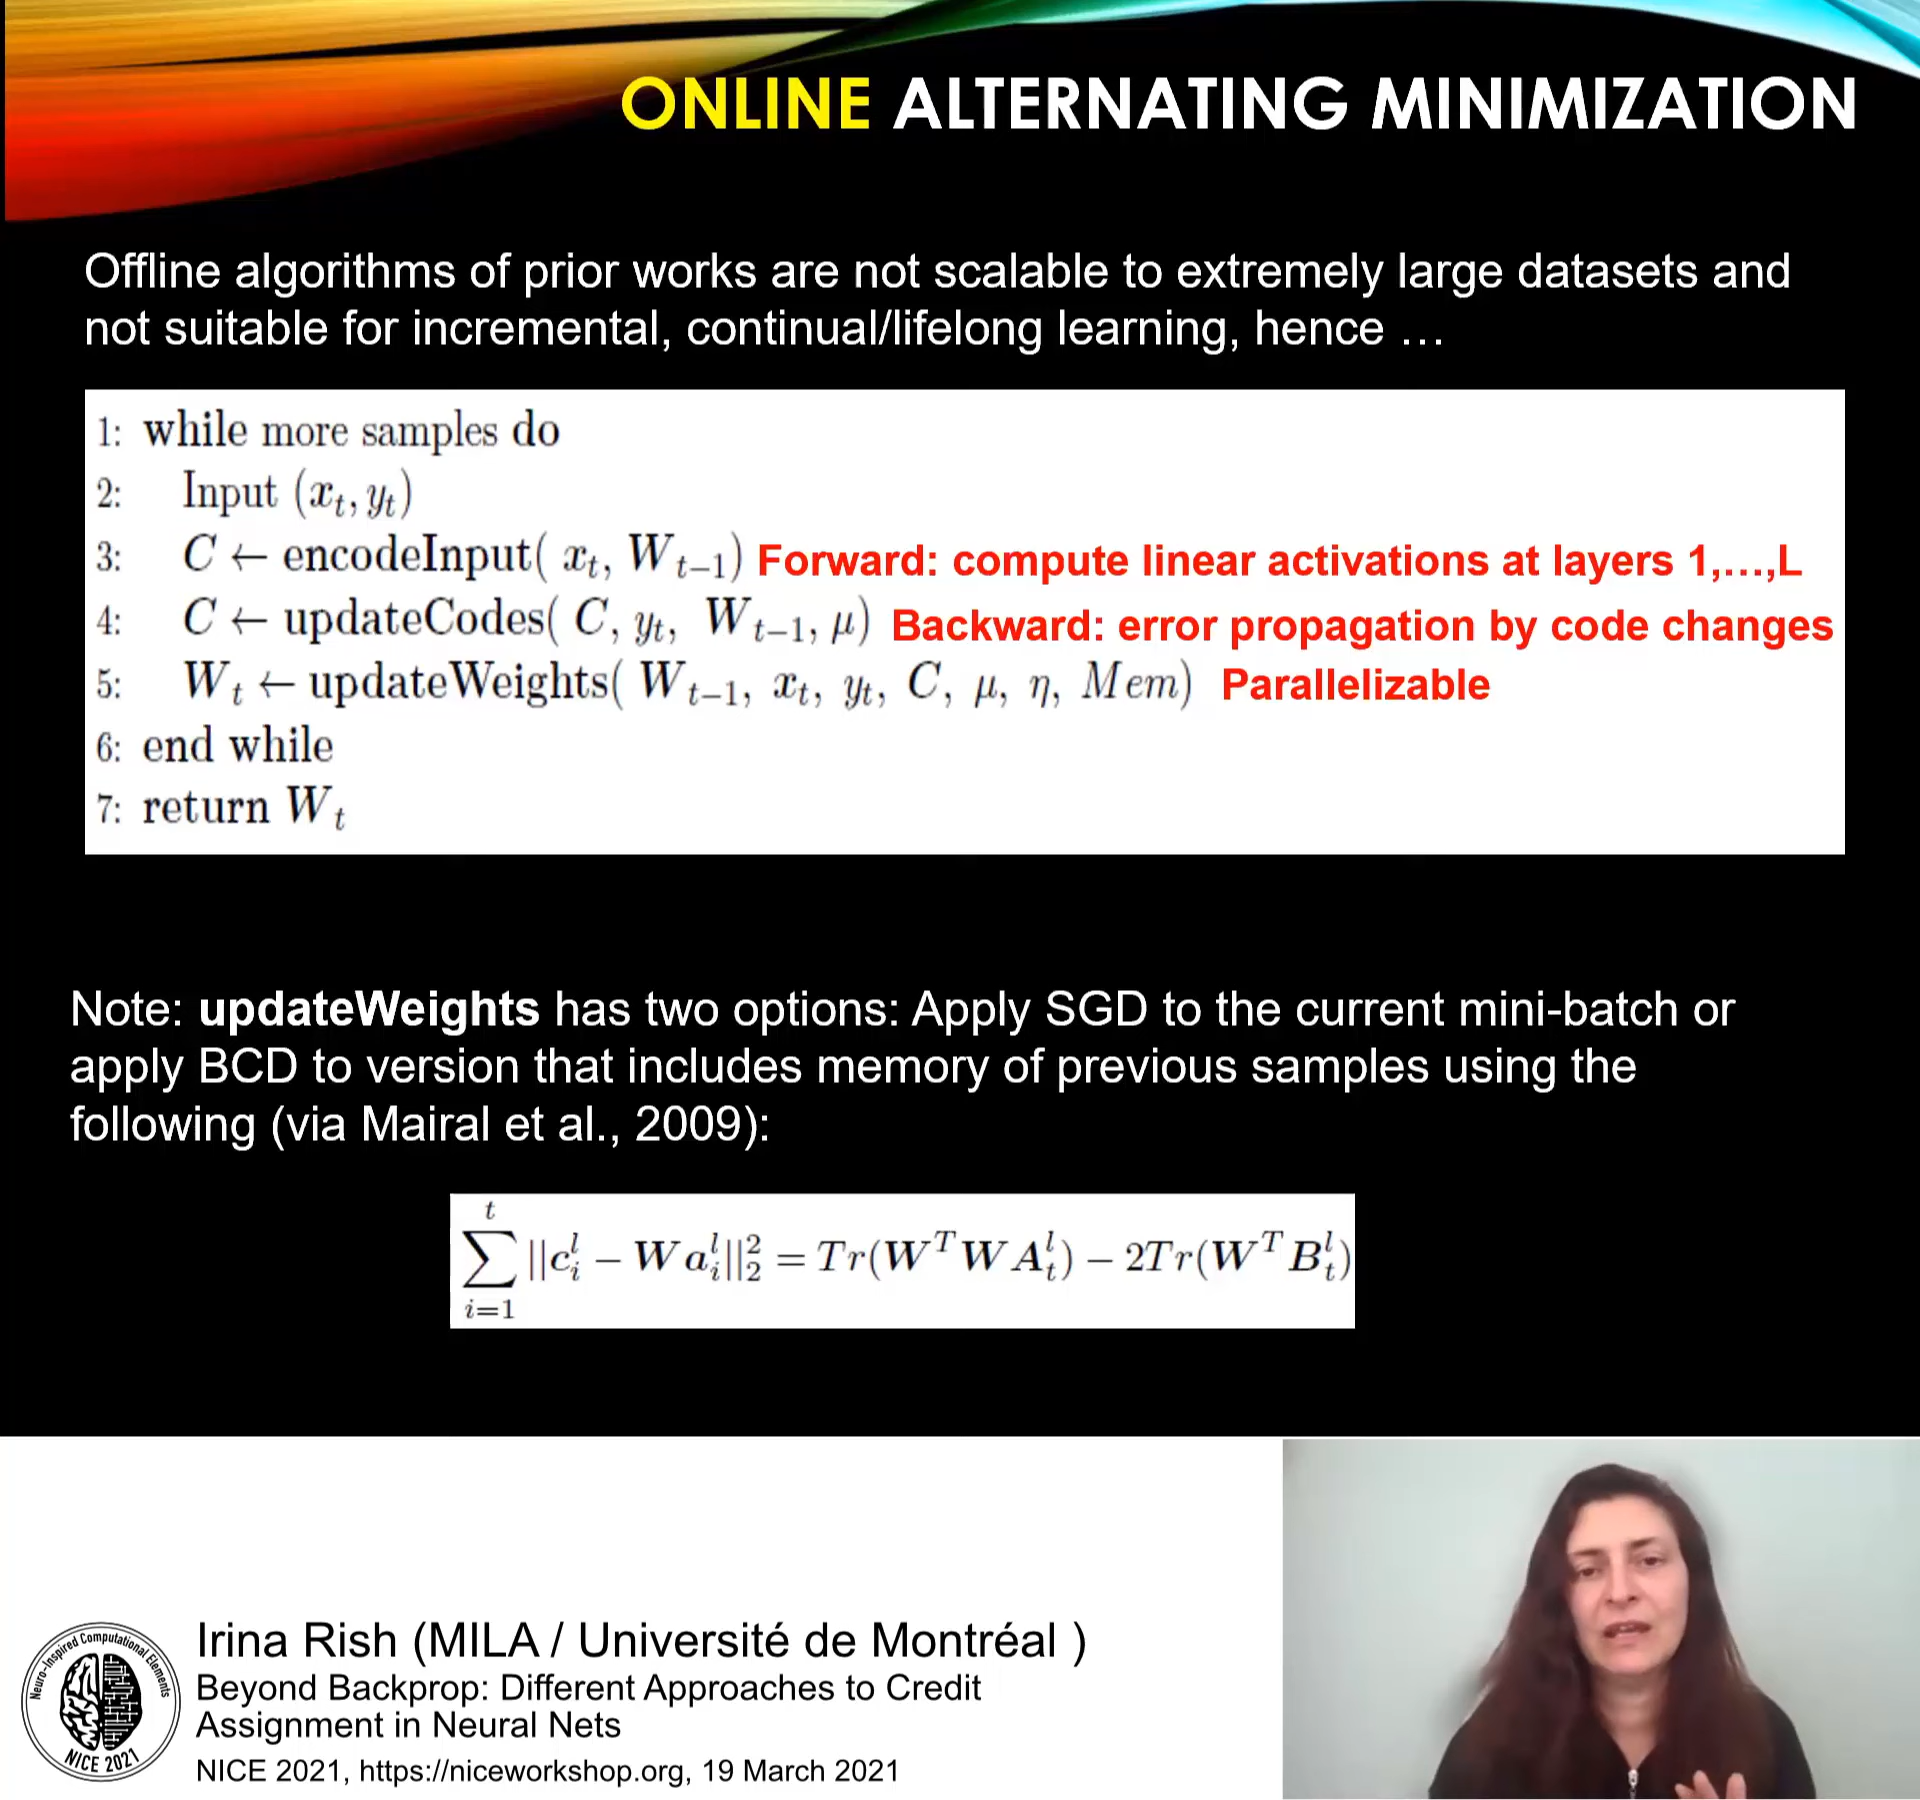 ONLINE ALTERNATING MINIMIZATION
Offline algorithms of prior works are not scalable to extremely large datasets and
not suitable for incremental, continual/lifelong learning, hence …
1: while more samples do
2: Input (x_t, y_t)
3: C ← encodeInput( x_t, W_{t−1}) Forward: compute linear activations at layers 1,…,L
4: C ← updateCodes( C, y_t, W_{t−1}, μ) Backward: error propagation by code changes
5: W_t ← updateWeights( W_{t−1}, x_t, y_t, C, μ, η, Mem) Parallelizable
6: end while
7: return W_t
Note: updateWeights has two options: Apply SGD to the current mini-batch or
apply BCD to version that includes memory of previous samples using the
following (via Mairal et al., 2009):
\sum_{i=1}^{t} ||c_i^l − W a_i^l||_2^2 = Tr(W^T W A_t^l) − 2Tr(W^T B_t^l)
Neuro-Inspired Computational Elements
NICE 2021
Irina Rish (MILA / Université de Montréal )
Beyond Backprop: Different Approaches to Credit
Assignment in Neural Nets
NICE 2021, https://niceworkshop.org, 19 March 2021